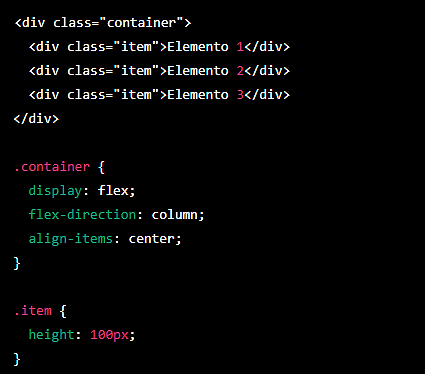 <div class="container">
  <div class="item">Elemento 1</div>
  <div class="item">Elemento 2</div>
  <div class="item">Elemento 3</div>
</div>

.container {
  display: flex;
  flex-direction: column;
  align-items: center;
}

.item {
  height: 100px;
}